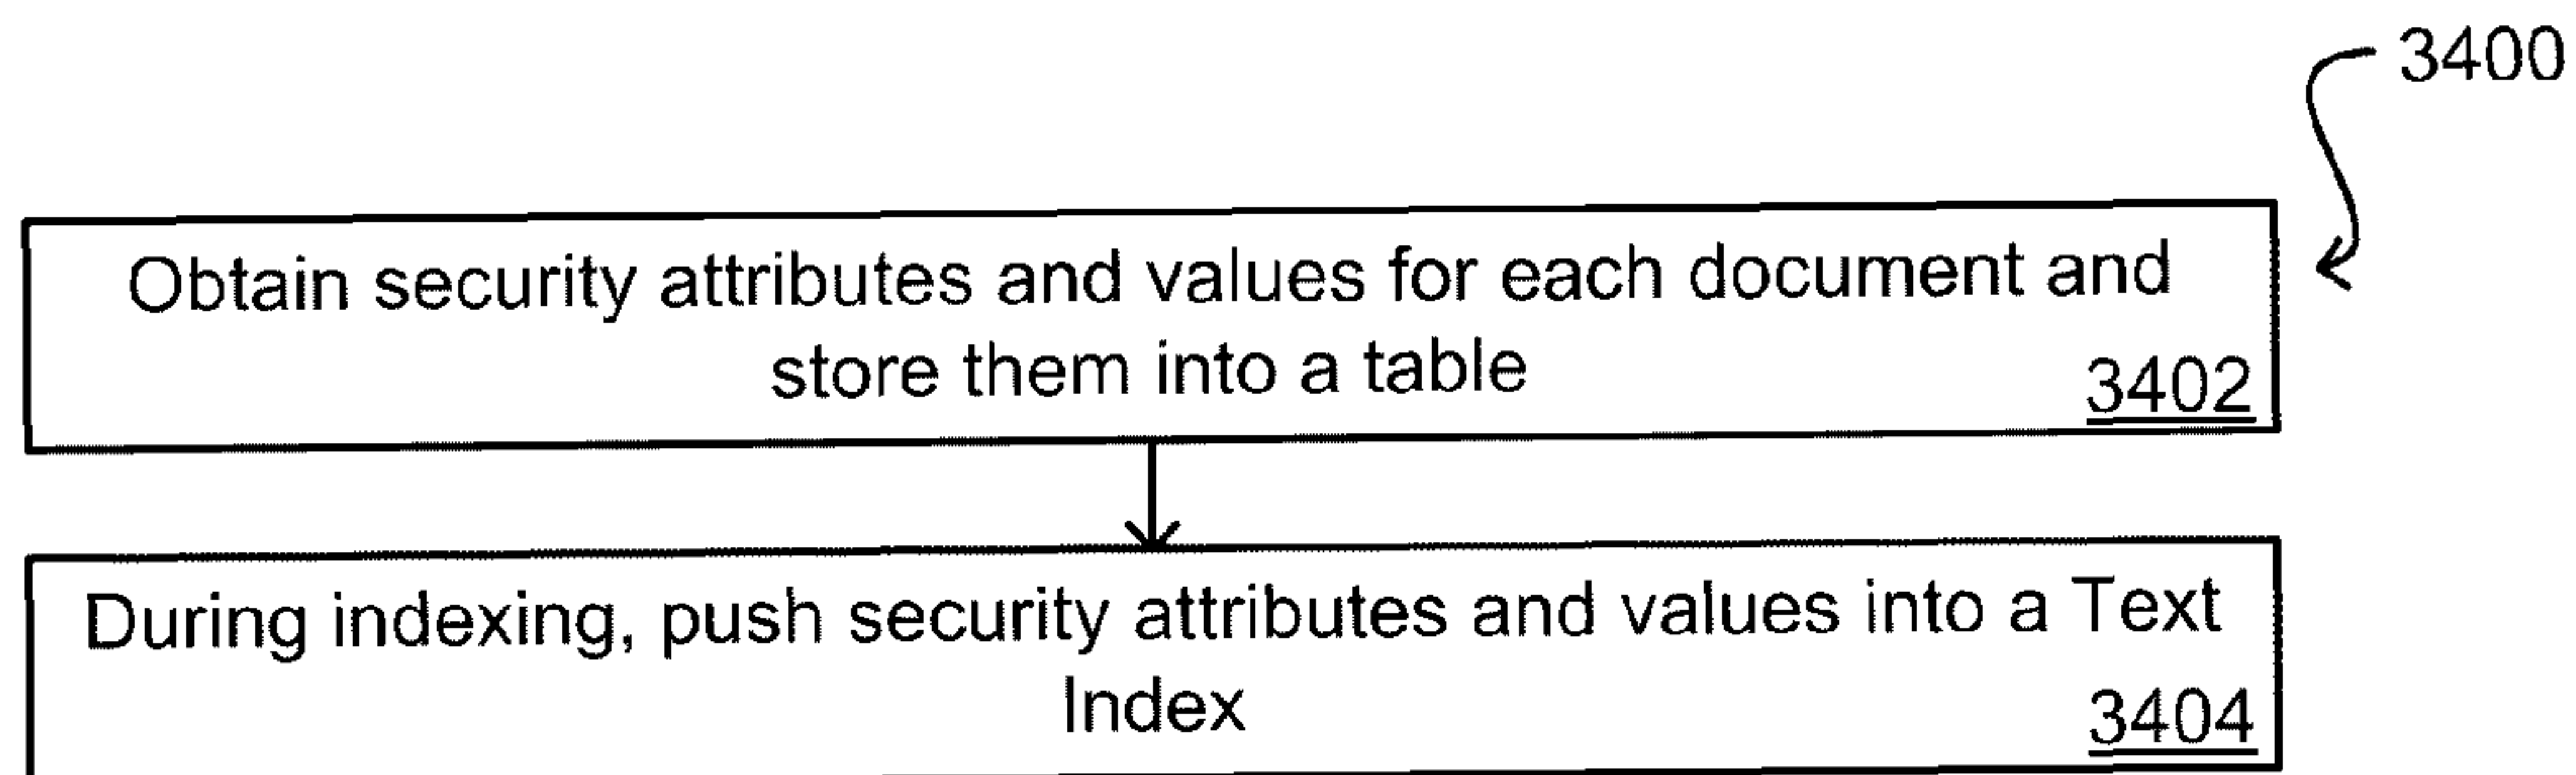 3400
Obtain security attributes and values for each document and
store them into a table
3402
During indexing, push security attributes and values into a Text
Index
3404